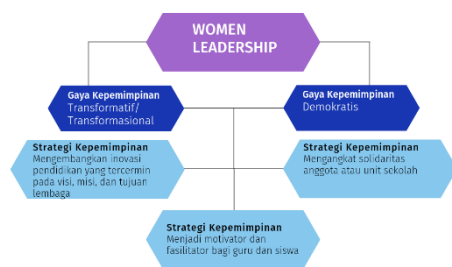 WOMEN
LEADERSHIP
Gaya Kepemimpinan
Transformatif/
Transformasional
Gaya Kepemimpinan
Demokratis
Strategi Kepemimpinan
Mengembangkan inovasi
pendidikan yang tercermin
pada visi, misi, dan tujuan
lembaga
Strategi Kepemimpinan
Mengangkat solidaritas
anggota atau unit sekolah
Strategi Kepemimpinan
Menjadi motivator dan
fasilitator bagi guru dan siswa